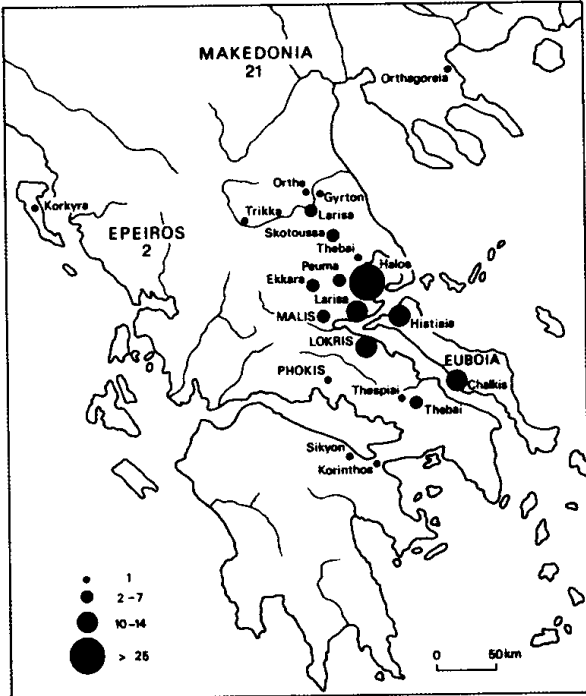 MAKEDONIA
21
Orthagoreia
Orthe
Gyrton
Korkyra
Trikka
Larisa
EPEIROS
2
Skotoussa
Thebai
Peuma
Halos
Ekkara
Larisa
MALIS
Histiaia
LOKRIS
EUBOIA
PHOKIS
Chalkis
Thespiai
Thebai
Sikyon
Korinthos
1
2-7
10-14
> 25
0 50km